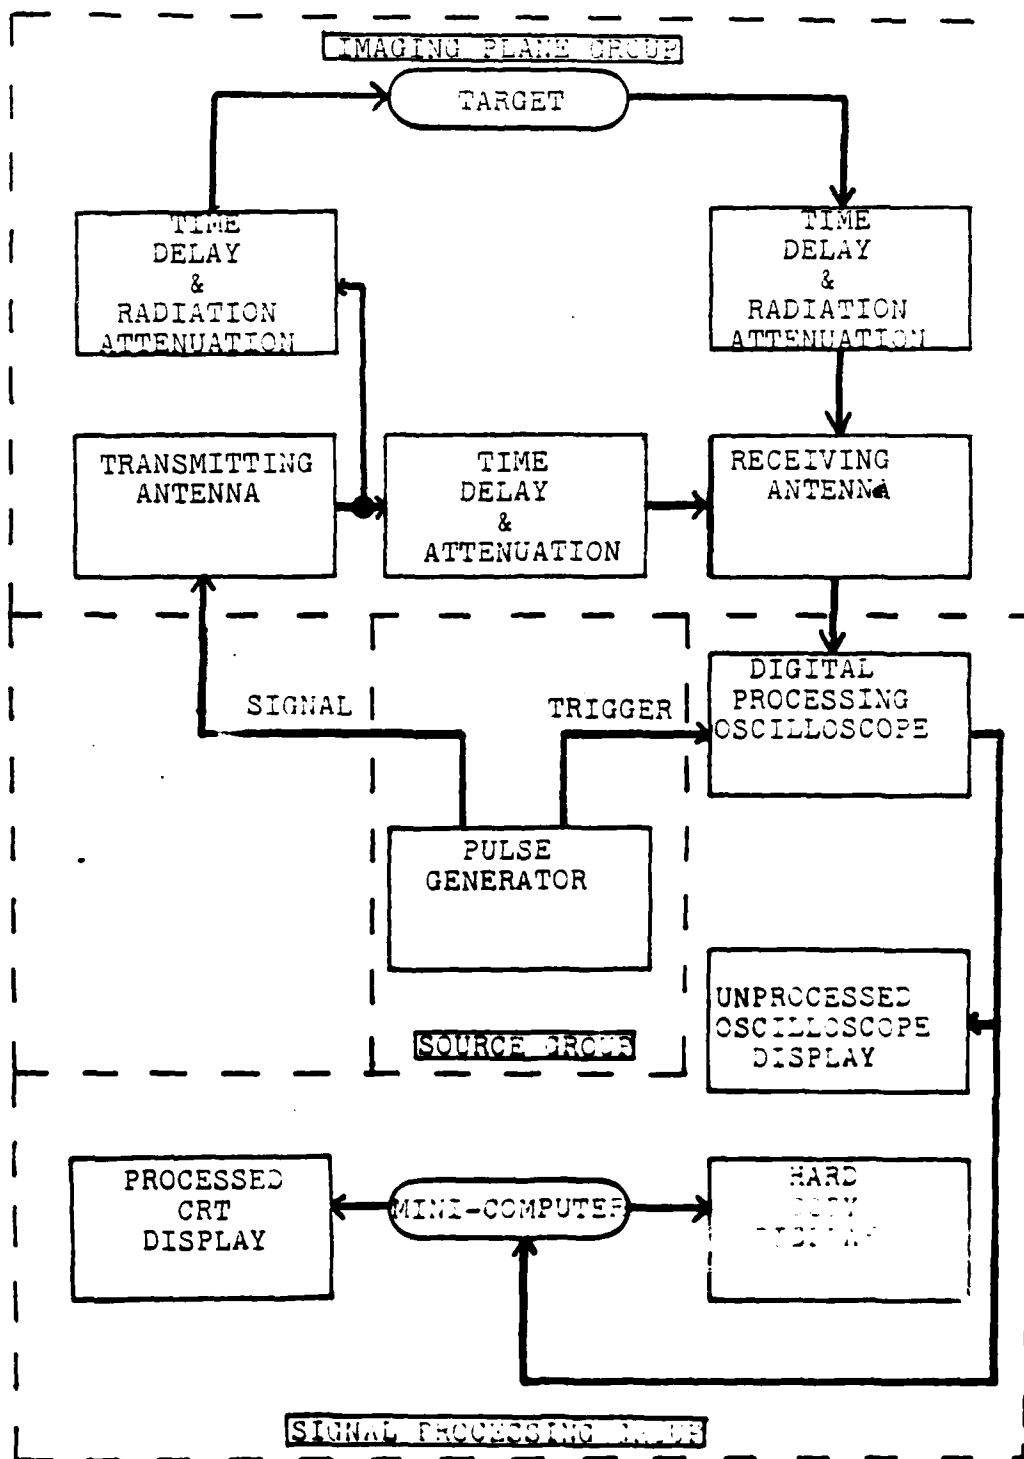 IMAGING PLANE GROUP
TARGET
TIME
DELAY
&
RADIATION
ATTENUATION
TIME
DELAY
&
RADIATION
ATTENUATION
TRANSMITTING
ANTENNA
TIME
DELAY
&
ATTENUATION
RECEIVING
ANTENNA
SIGNAL
TRIGGER
DIGITAL
PROCESSING
OSCILLOSCOPE
PULSE
GENERATOR
SOURCE GROUP
UNPROCESSED
OSCILLOSCOPE
DISPLAY
PROCESSED
CRT
DISPLAY
MINI-COMPUTER
HARD
COPY
DISPLAY
SIGNAL PROCESSING